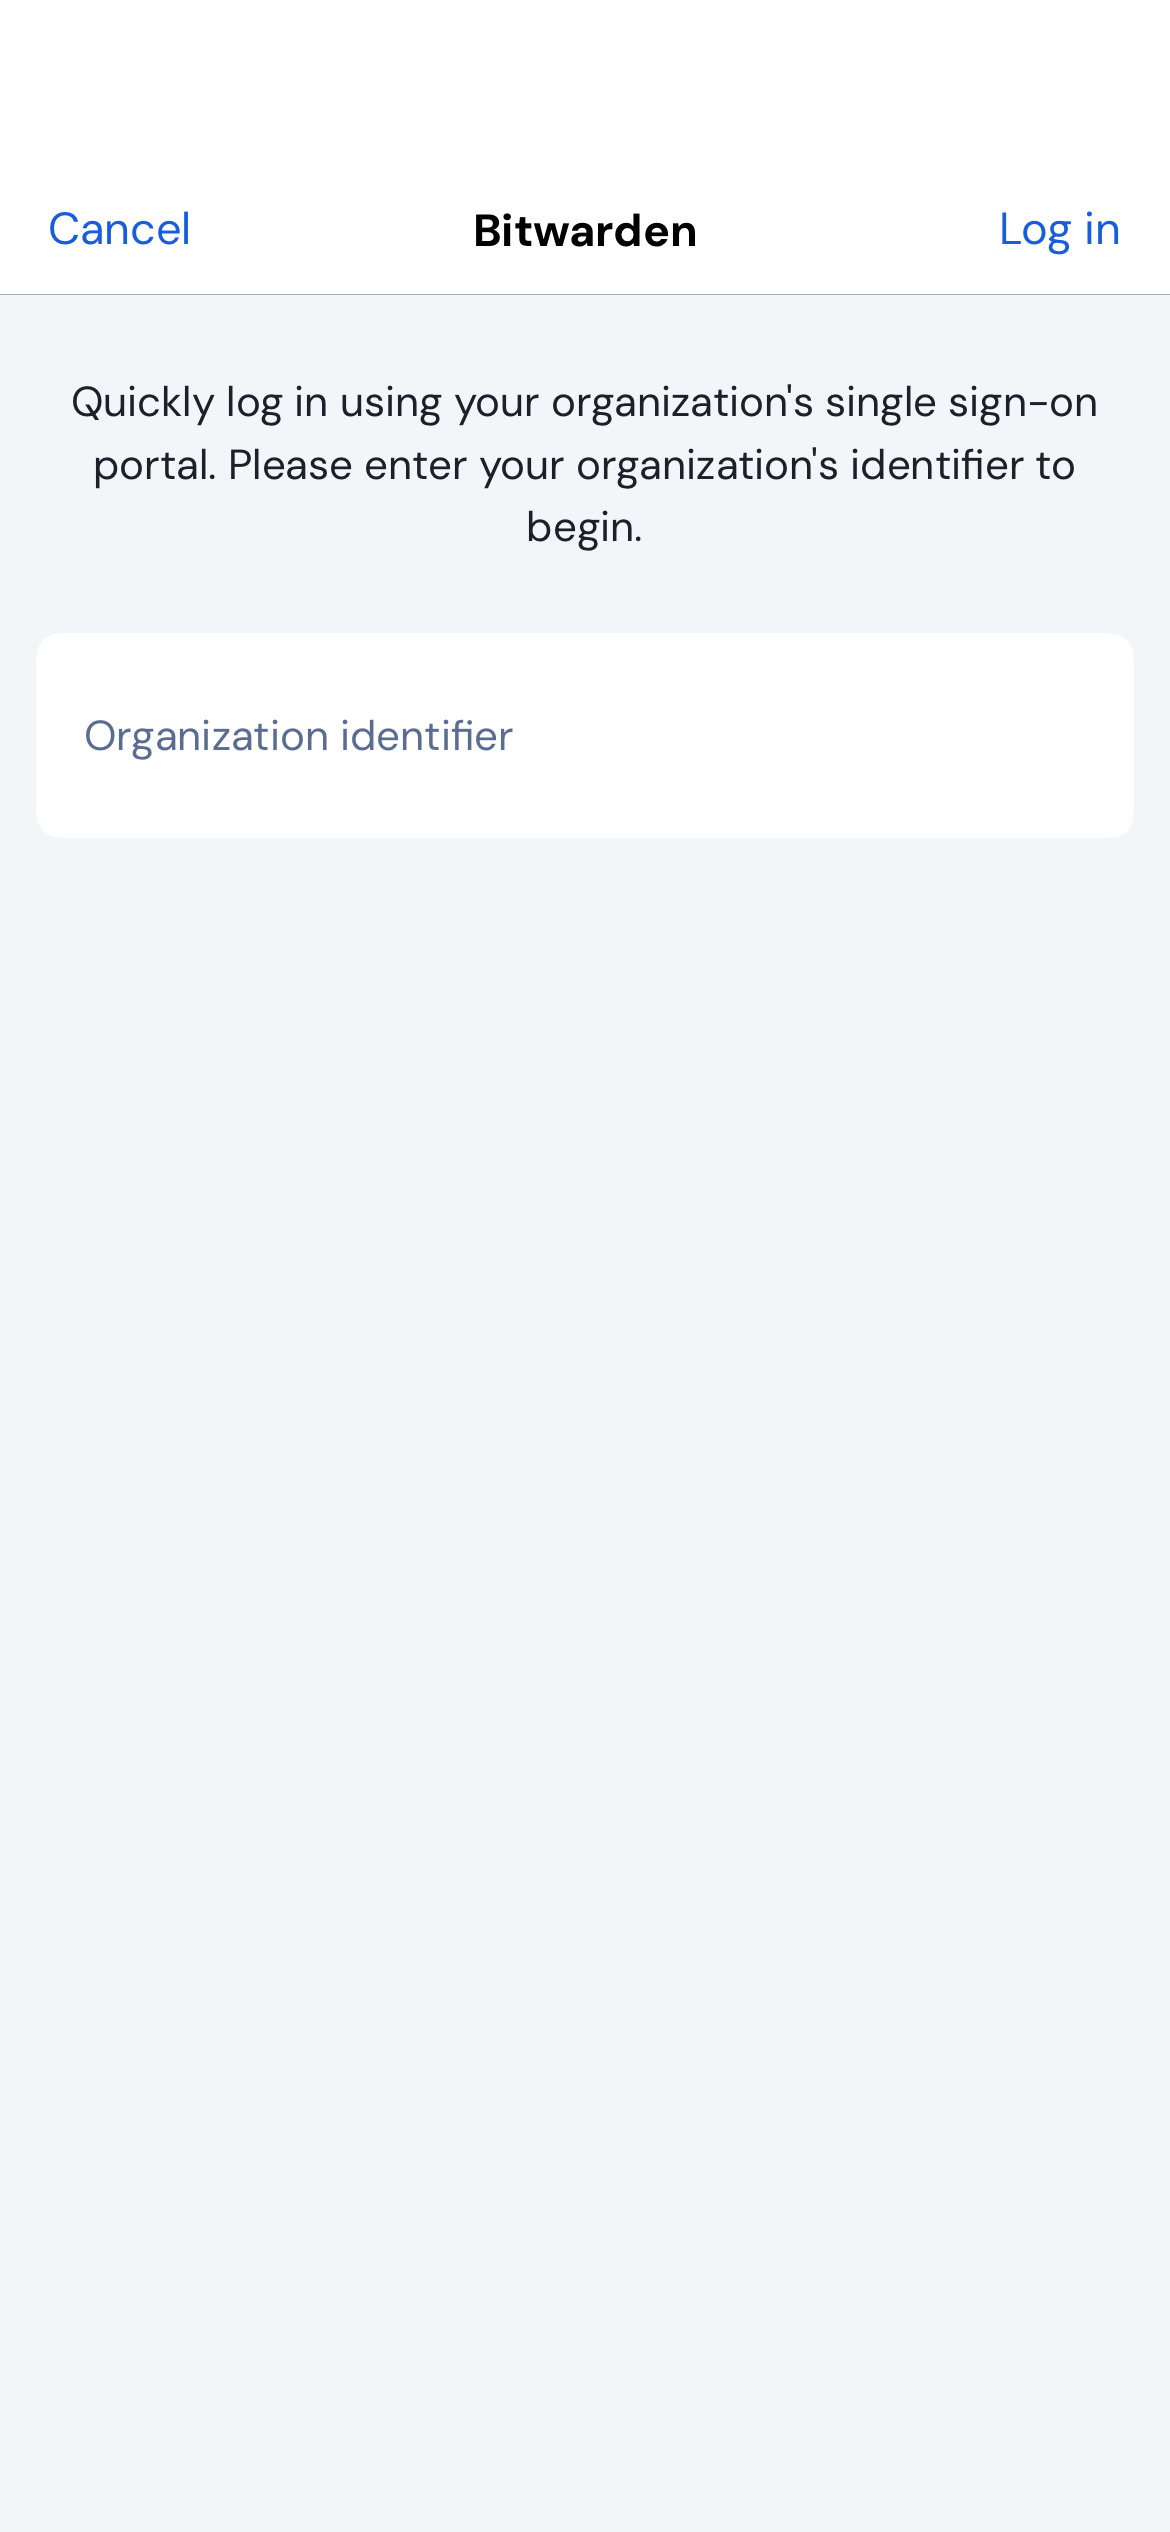 Cancel
Bitwarden
Log in
Quickly log in using your organization's single sign-on
portal. Please enter your organization's identifier to
begin.
Organization identifier